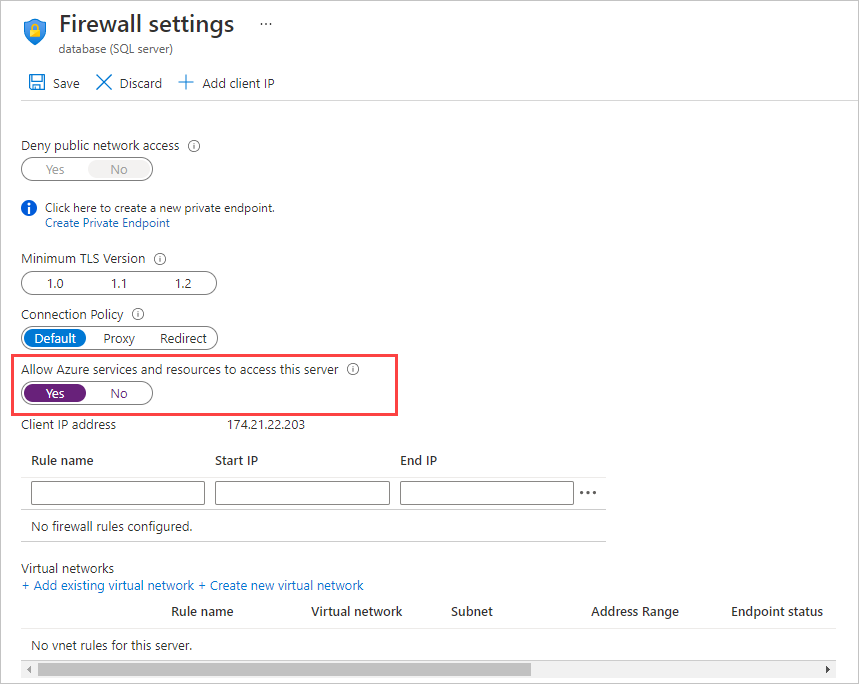 Firewall settings ...
database (SQL server)
Save Discard Add client IP
Deny public network access
Yes No
Click here to create a new private endpoint.
Create Private Endpoint
Minimum TLS Version
1.0 1.1 1.2
Connection Policy
Default Proxy Redirect
Allow Azure services and resources to access this server
Yes No
Client IP address 174.21.22.203
Rule name Start IP End IP
No firewall rules configured.
Virtual networks
+ Add existing virtual network + Create new virtual network
Rule name Virtual network Subnet Address Range Endpoint status
No vnet rules for this server.